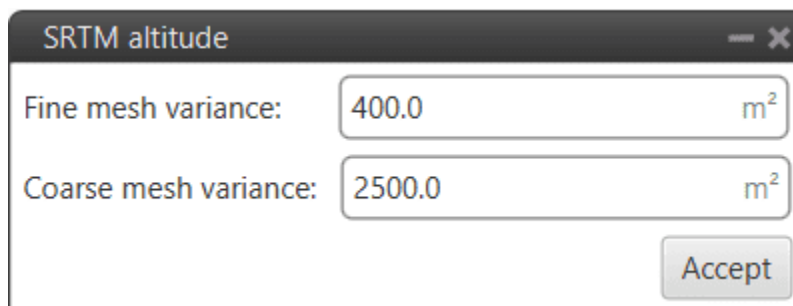 SRTM altitude
Fine mesh variance: 400.0 m²
Coarse mesh variance: 2500.0 m²
Accept